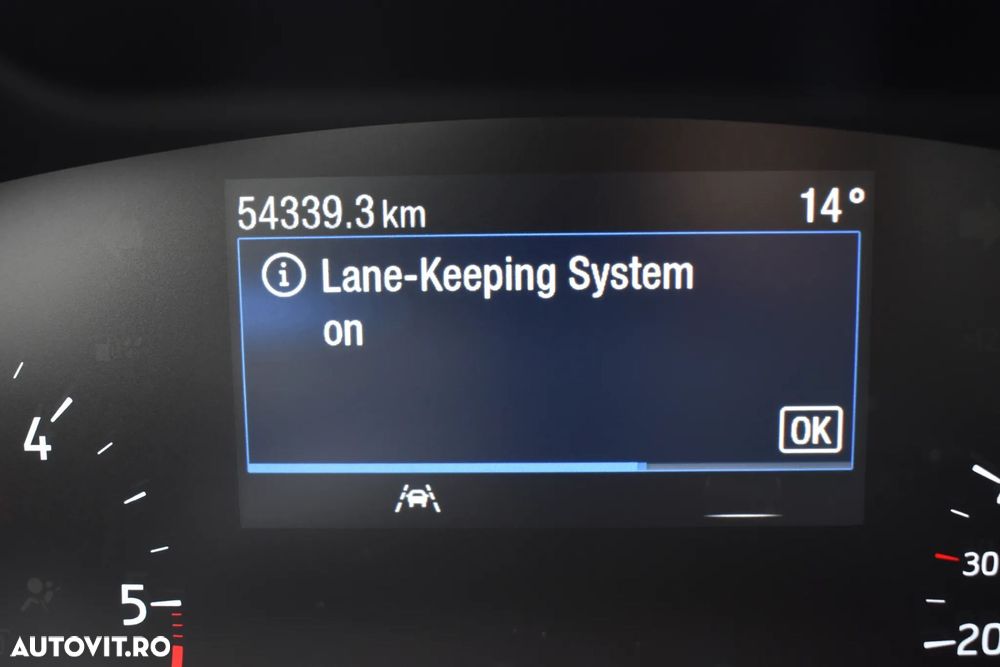 54339.3 km 14°
Lane-Keeping System
on
OK
4
5
30
20
AUTOVIT.RO